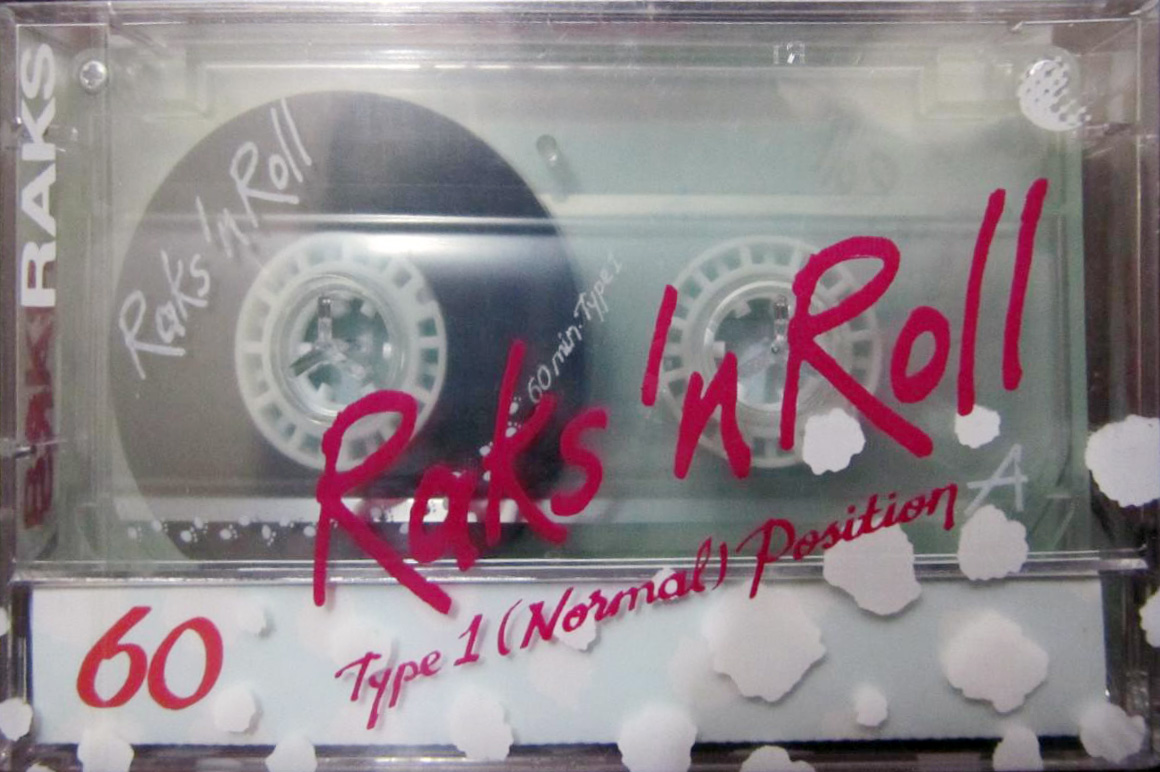 RAKS
Raks 'n Roll
60 min. Type 1
Raks 'n Roll
A
Type 1 (Normal) Position
60